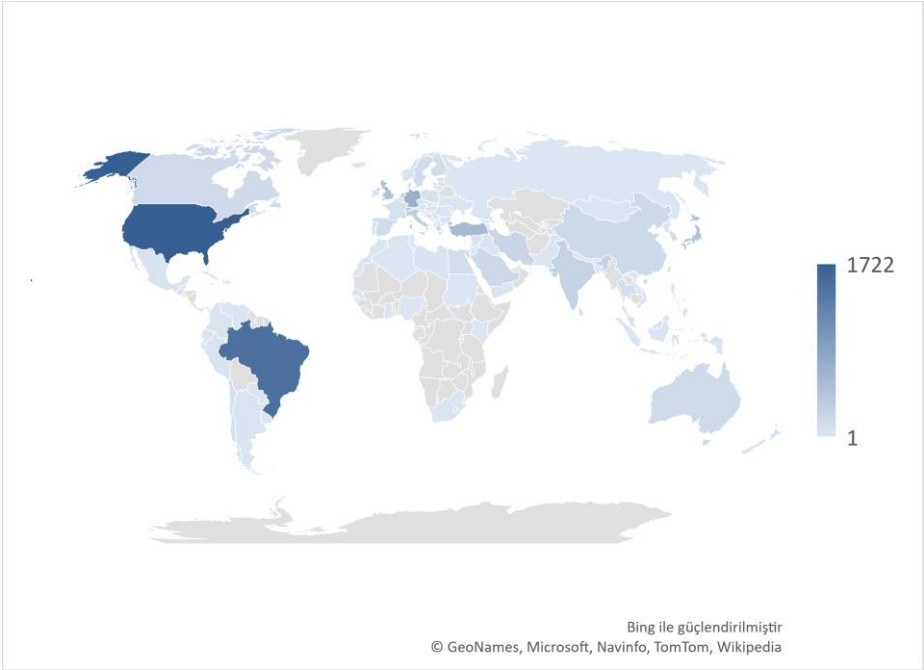 1722
1
Bing ile güçlendirilmiştir
© GeoNames, Microsoft, Navinfo, TomTom, Wikipedia